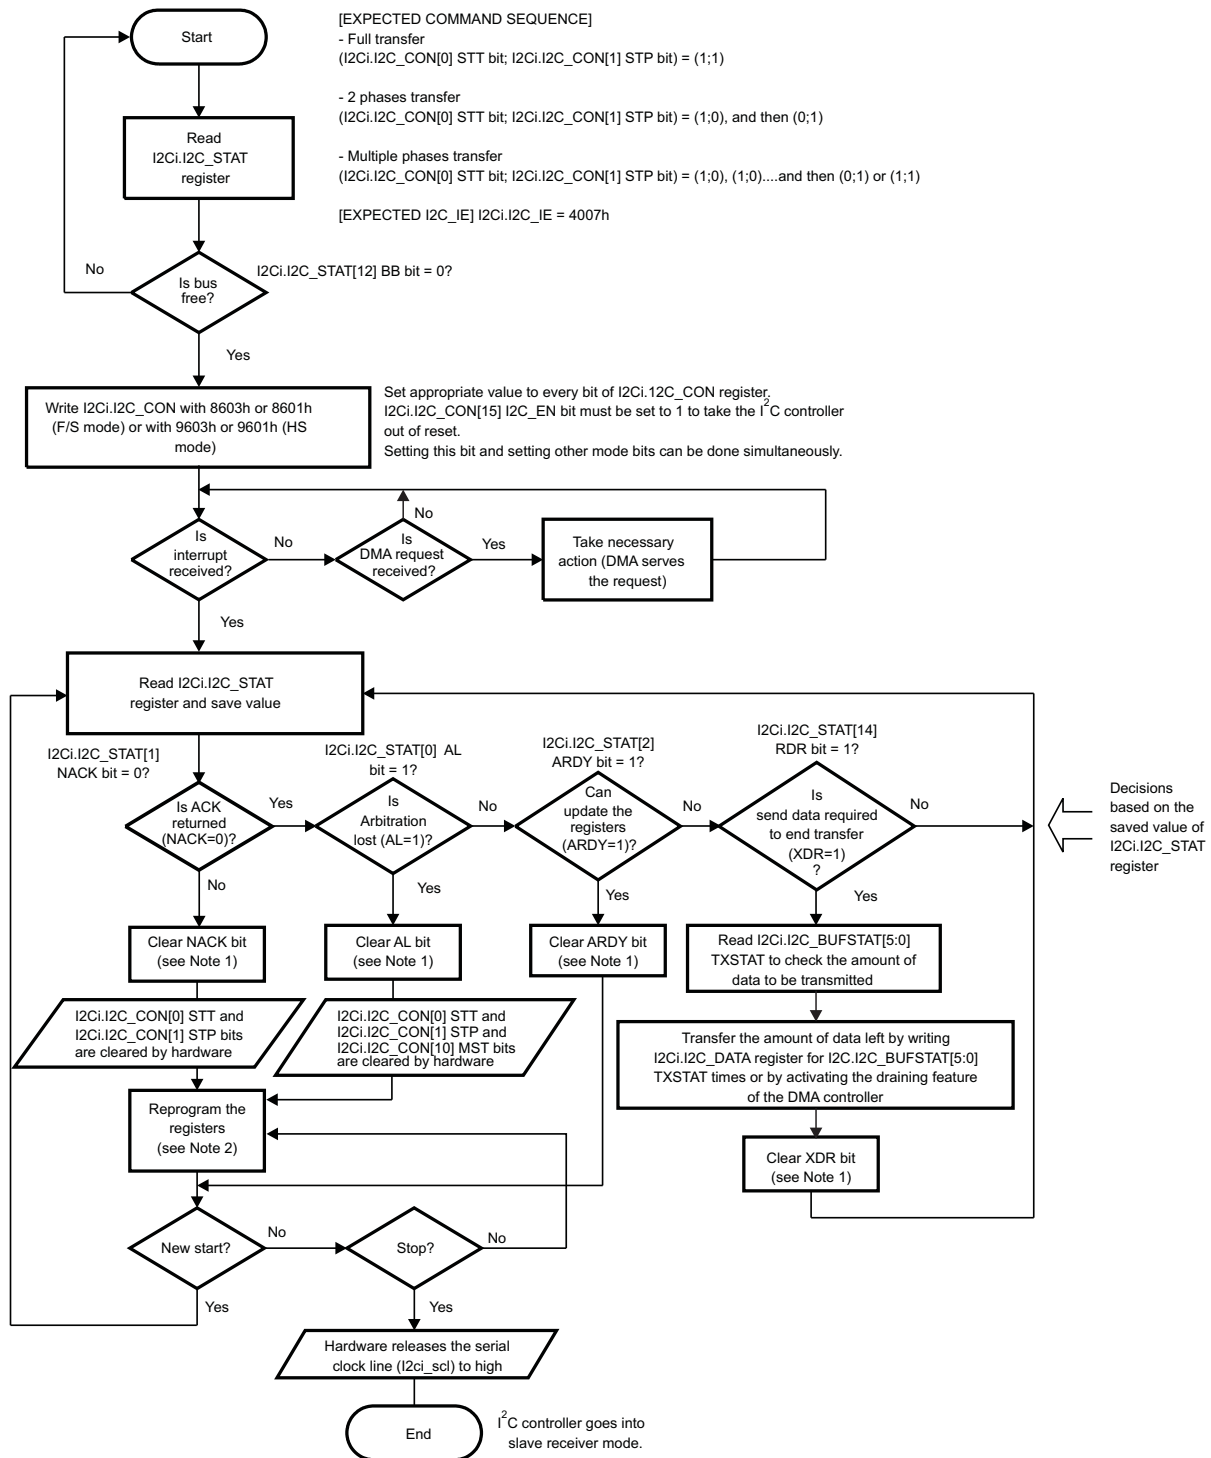 Start
[EXPECTED COMMAND SEQUENCE]
- Full transfer
(I2Ci.I2C_CON[0] STT bit; I2Ci.I2C_CON[1] STP bit) = (1;1)
- 2 phases transfer
(I2Ci.I2C_CON[0] STT bit; I2Ci.I2C_CON[1] STP bit) = (1;0), and then (0;1)
- Multiple phases transfer
(I2Ci.I2C_CON[0] STT bit; I2Ci.I2C_CON[1] STP bit) = (1;0), (1;0)....and then (0;1) or (1;1)
[EXPECTED I2C_IE] I2Ci.I2C_IE = 4007h
Read
I2Ci.I2C_STAT
register
No
Is bus
free?
I2Ci.I2C_STAT[12] BB bit = 0?
Yes
Write I2Ci.I2C_CON with 8603h or 8601h
(F/S mode) or with 9603h or 9601h (HS
mode)
Set appropriate value to every bit of I2Ci.12C_CON register.
I2Ci.I2C_CON[15] I2C_EN bit must be set to 1 to take the I2C controller
out of reset.
Setting this bit and setting other mode bits can be done simultaneously.
Is
interrupt
received?
No
No
Is
DMA request
received?
Yes
Take necessary
action (DMA serves
the request)
Yes
Read I2Ci.I2C_STAT
register and save value
I2Ci.I2C_STAT[1]
NACK bit = 0?
I2Ci.I2C_STAT[0] AL
bit = 1?
I2Ci.I2C_STAT[2]
ARDY bit = 1?
I2Ci.I2C_STAT[14]
RDR bit = 1?
Is ACK
returned
(NACK=0)?
Yes
Is
Arbitration
lost (AL=1)?
No
Can
update the
registers
(ARDY=1)?
No
Is
send data required
to end transfer
(XDR=1)
?
No
Decisions
based on the
saved value of
I2Ci.I2C_STAT
register
No
Yes
Yes
Yes
Clear NACK bit
(see Note 1)
Clear AL bit
(see Note 1)
Clear ARDY bit
(see Note 1)
Read I2Ci.I2C_BUFSTAT[5:0]
TXSTAT to check the amount of
data to be transmitted
I2Ci.I2C_CON[0] STT and
I2Ci.I2C_CON[1] STP bits
are cleared by hardware
I2Ci.I2C_CON[0] STT and
I2Ci.I2C_CON[1] STP and
I2Ci.I2C_CON[10] MST bits
are cleared by hardware
Transfer the amount of data left by writing
I2Ci.I2C_DATA register for I2C.I2C_BUFSTAT[5:0]
TXSTAT times or by activating the draining feature
of the DMA controller
Reprogram the
registers
(see Note 2)
Clear XDR bit
(see Note 1)
New start?
No
Stop?
No
Yes
Yes
Hardware releases the serial
clock line (I2ci_scl) to high
End
I2C controller goes into
slave receiver mode.